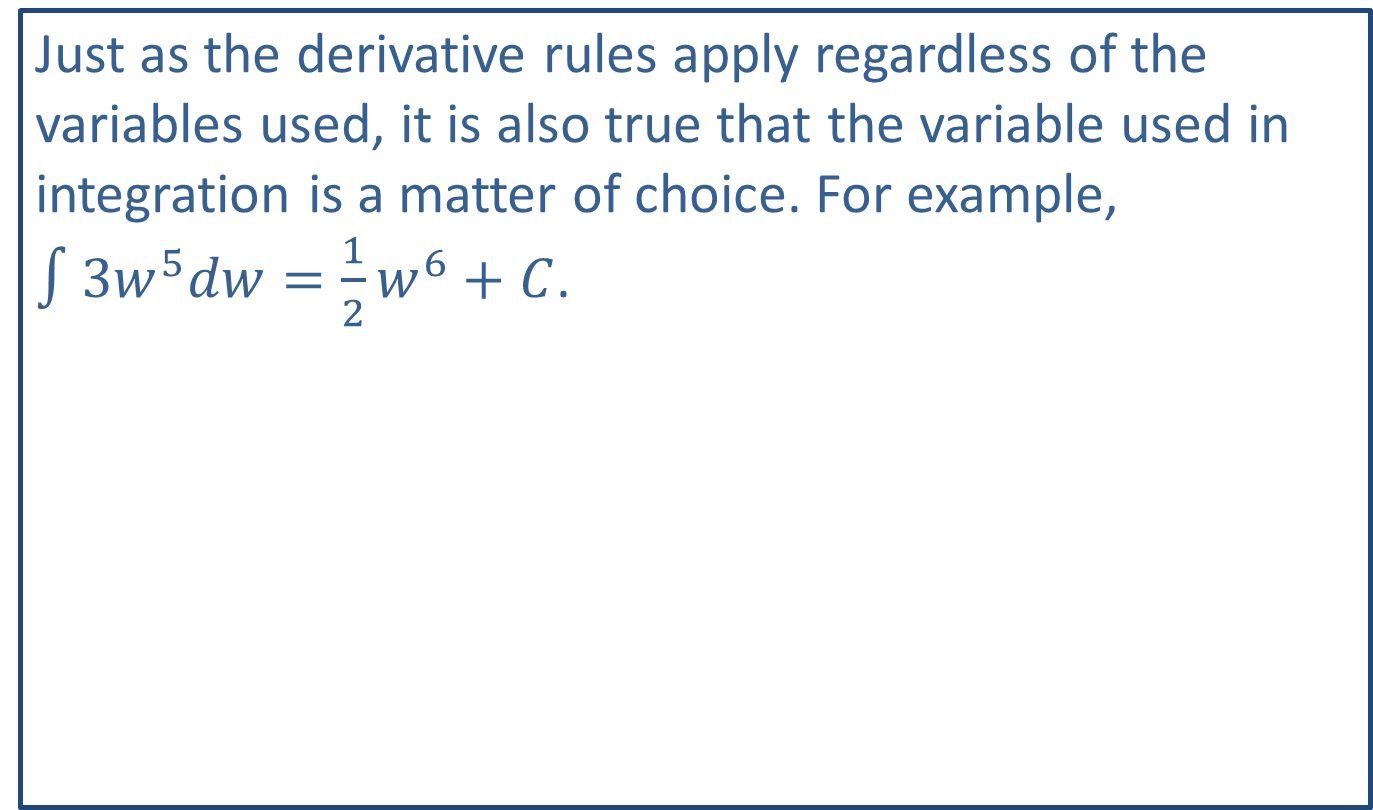 Just as the derivative rules apply regardless of the
variables used, it is also true that the variable used in
integration is a matter of choice. For example,
∫ 3w⁵dw = ½w⁶ + C.